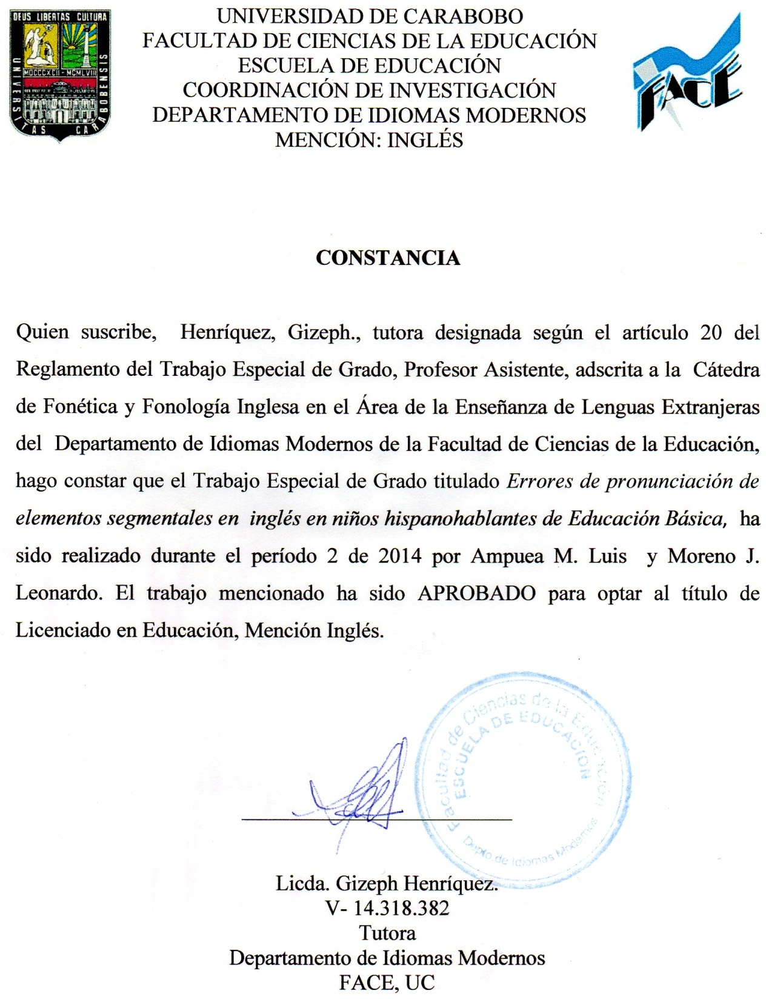 DEUS LIBERTAS CULTURA
UNIVERSITAS CARABOBENSIS
MDCCCXCII - MCMLVIII
UNIVERSIDAD DE CARABOBO
FACULTAD DE CIENCIAS DE LA EDUCACIÓN
ESCUELA DE EDUCACIÓN
COORDINACIÓN DE INVESTIGACIÓN
DEPARTAMENTO DE IDIOMAS MODERNOS
MENCIÓN: INGLÉS
FACE
CONSTANCIA
Quien suscribe, Henríquez, Gizeph., tutora designada según el artículo 20 del
Reglamento del Trabajo Especial de Grado, Profesor Asistente, adscrita a la Cátedra
de Fonética y Fonología Inglesa en el Área de la Enseñanza de Lenguas Extranjeras
del Departamento de Idiomas Modernos de la Facultad de Ciencias de la Educación,
hago constar que el Trabajo Especial de Grado titulado Errores de pronunciación de
elementos segmentales en inglés en niños hispanohablantes de Educación Básica, ha
sido realizado durante el período 2 de 2014 por Ampuea M. Luis y Moreno J.
Leonardo. El trabajo mencionado ha sido APROBADO para optar al título de
Licenciado en Educación, Mención Inglés.
Facultad de Ciencias de la Educación
ESCUELA DE EDUCACION
Depto. de Idiomas Modernos
Licda. Gizeph Henríquez.
V- 14.318.382
Tutora
Departamento de Idiomas Modernos
FACE, UC